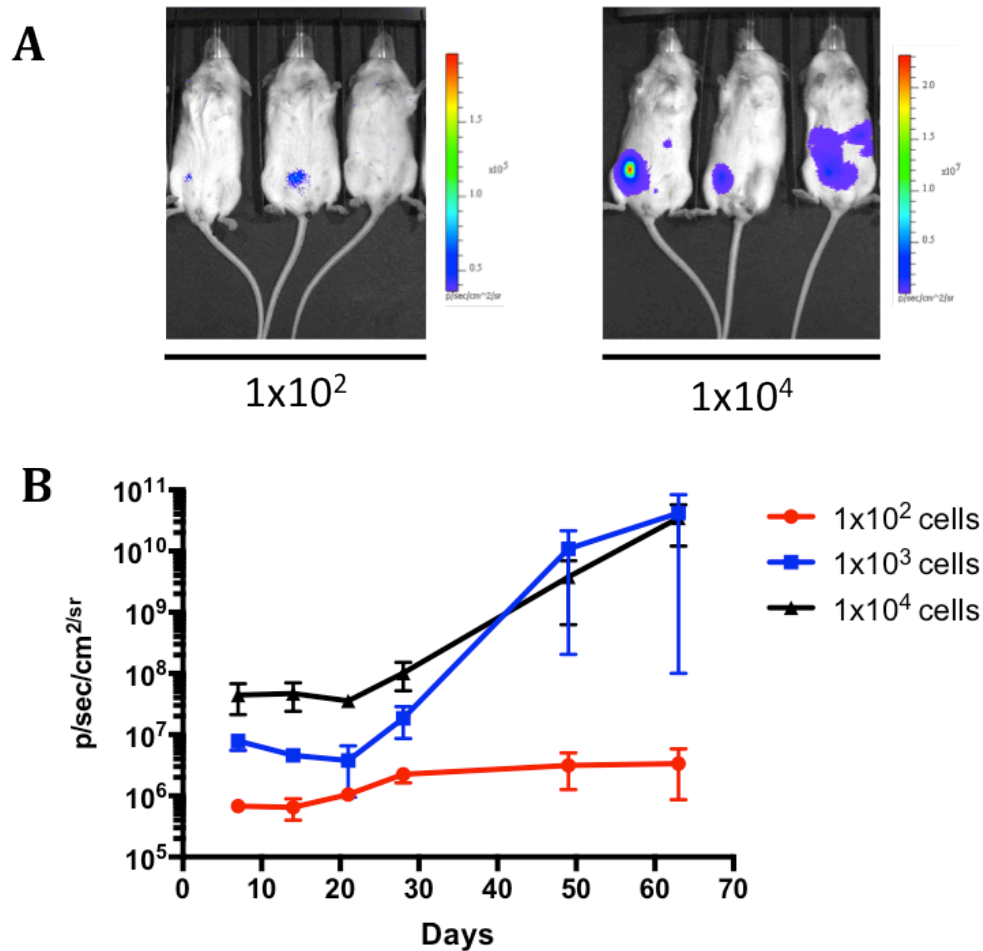 A
1.5
x10⁵
1.0
0.5
p/sec/cm^2/sr
1x10²
2.0
1.5
x10⁷
1.0
0.5
p/sec/cm^2/sr
1x10⁴
B
p/sec/cm²/ˢʳ
10¹¹
10¹⁰
10⁹
10⁸
10⁷
10⁶
10⁵
0 10 20 30 40 50 60 70
Days
1x10² cells
1x10³ cells
1x10⁴ cells